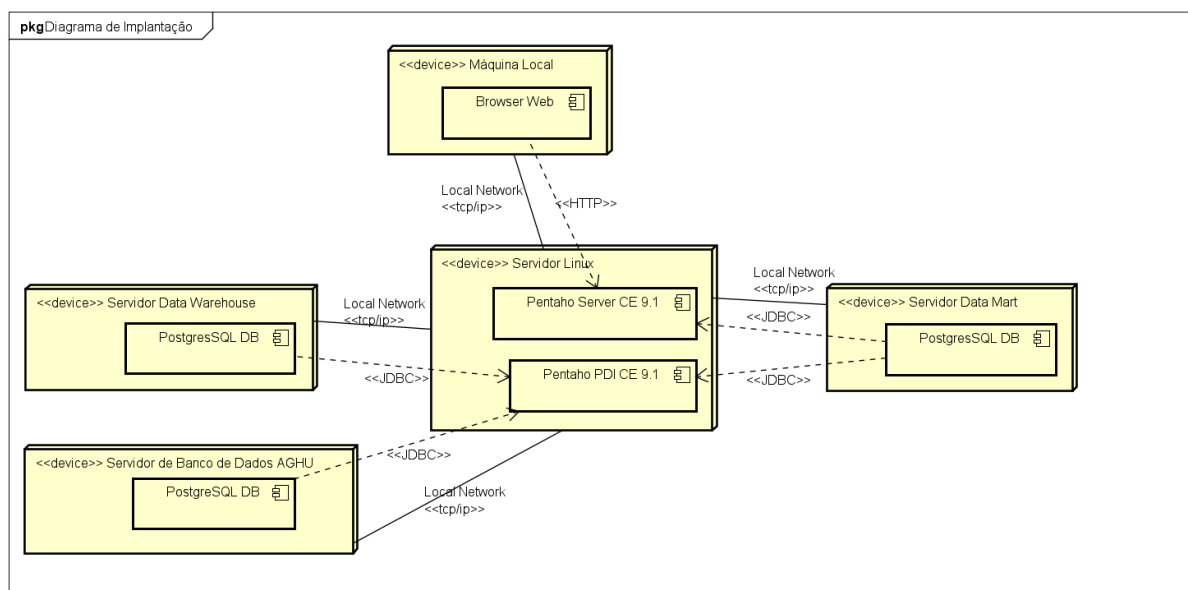 pkg Diagrama de Implantação
<<device>> Máquina Local
Browser Web
Local Network
<<tcp/ip>>
<<HTTP>>
<<device>> Servidor Linux
Pentaho Server CE 9.1
Pentaho PDI CE 9.1
<<device>> Servidor Data Warehouse
PostgresSQL DB
Local Network
<<tcp/ip>>
<<JDBC>>
Local Network
<<tcp/ip>>
<<JDBC>>
<<JDBC>>
<<device>> Servidor Data Mart
PostgresSQL DB
<<device>> Servidor de Banco de Dados AGHU
PostgreSQL DB
<<JDBC>>
Local Network
<<tcp/ip>>